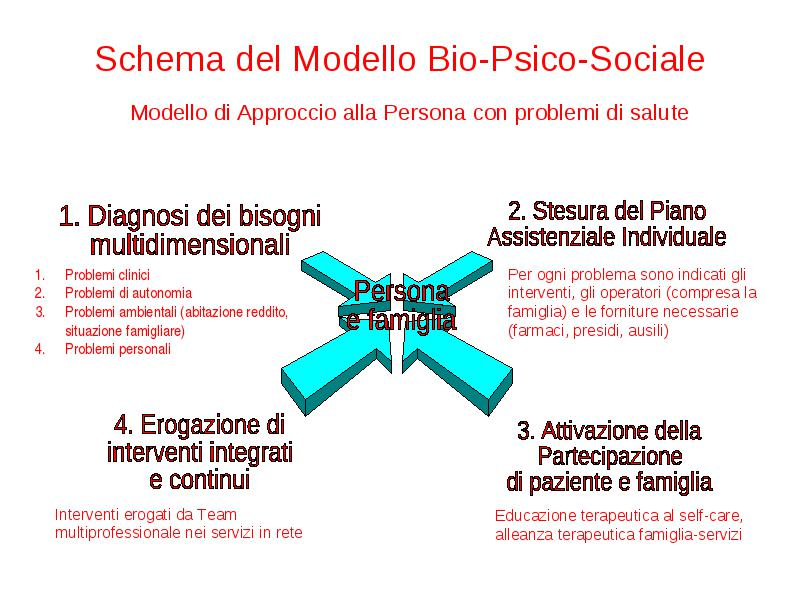 Schema del Modello Bio-Psico-Sociale
Modello di Approccio alla Persona con problemi di salute
1. Diagnosi dei bisogni
multidimensionali
1. Problemi clinici
2. Problemi di autonomia
3. Problemi ambientali (abitazione reddito,
situazione famigliare)
4. Problemi personali
2. Stesura del Piano
Assistenziale Individuale
Per ogni problema sono indicati gli
interventi, gli operatori (compresa la
famiglia) e le forniture necessarie
(farmaci, presidi, ausili)
Persona
e famiglia
4. Erogazione di
interventi integrati
e continui
Interventi erogati da Team
multiprofessionale nei servizi in rete
3. Attivazione della
Partecipazione
di paziente e famiglia
Educazione terapeutica al self-care,
alleanza terapeutica famiglia-servizi